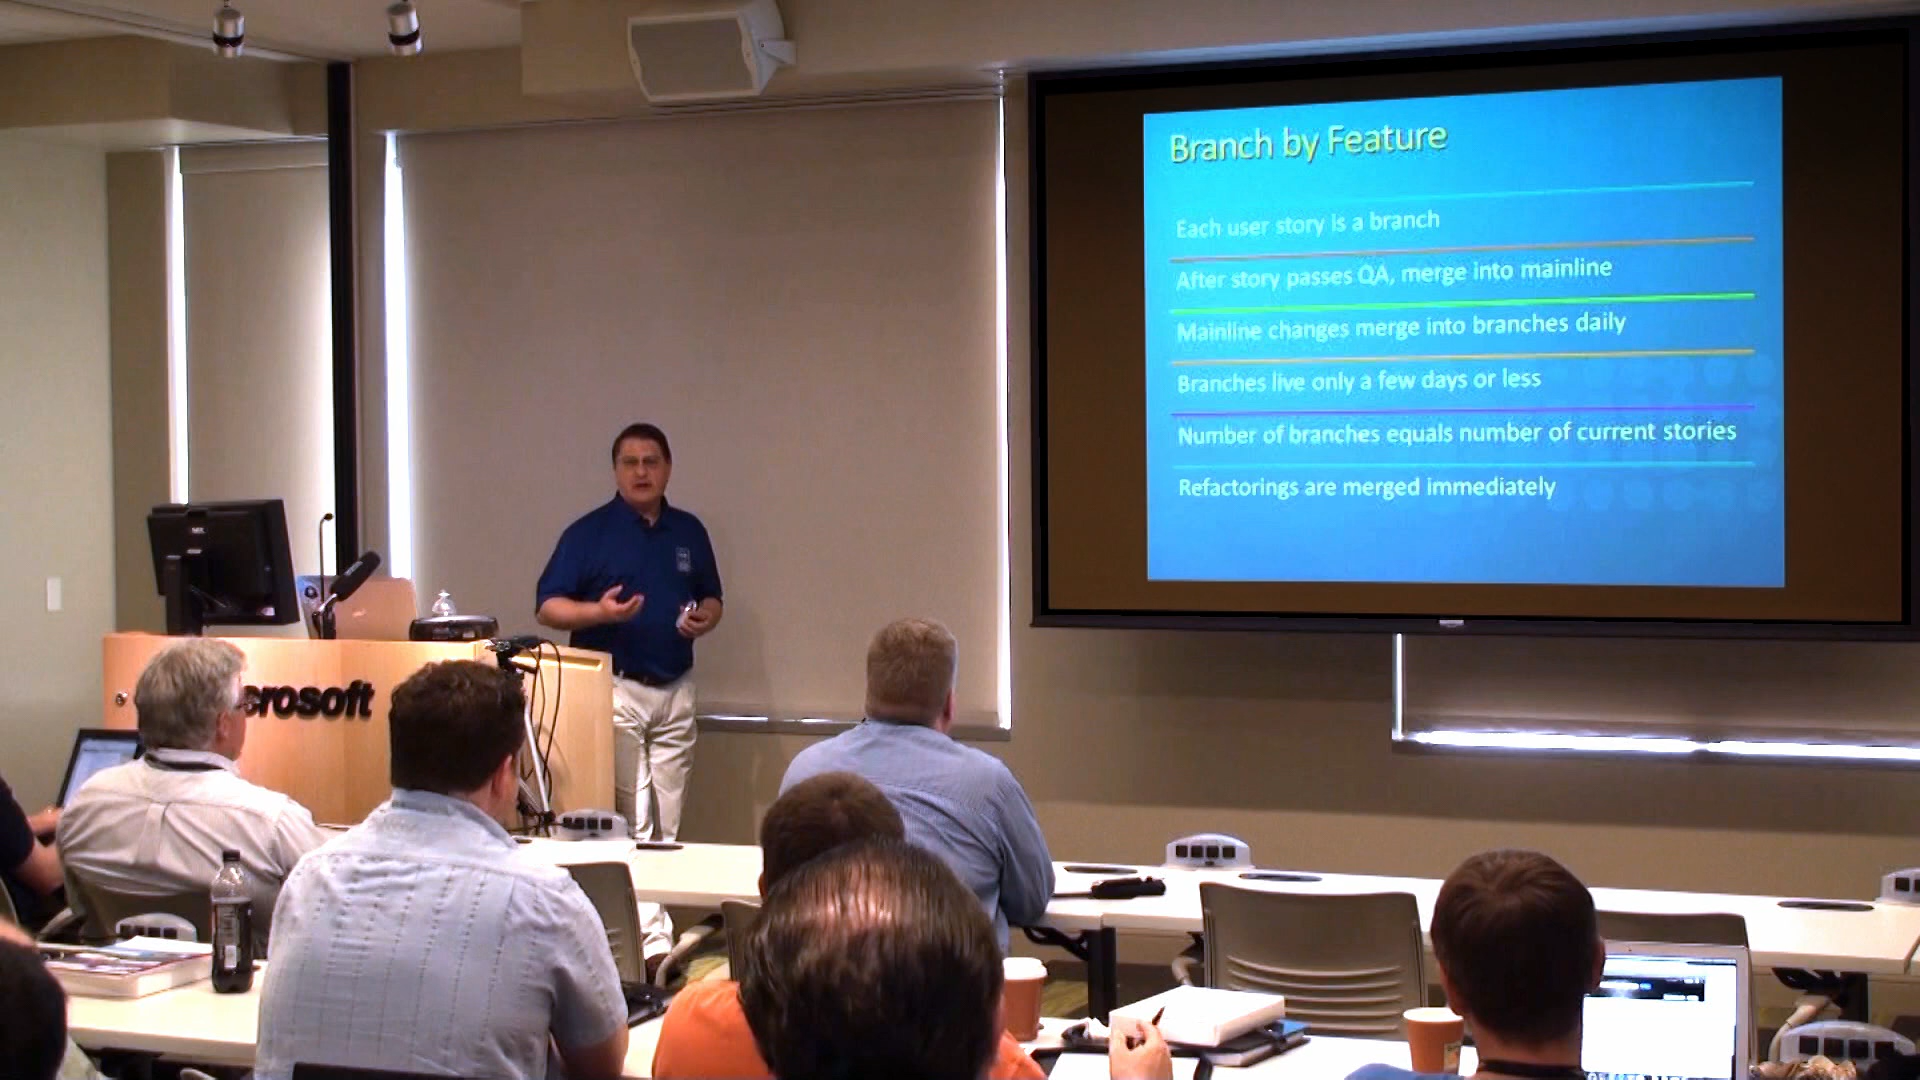 Branch by Feature
Each user story is a branch
After story passes QA, merge into mainline
Mainline changes merge into branches daily
Branches live only a few days or less
Number of branches equals number of current stories
Refactorings are merged immediately
crosoft